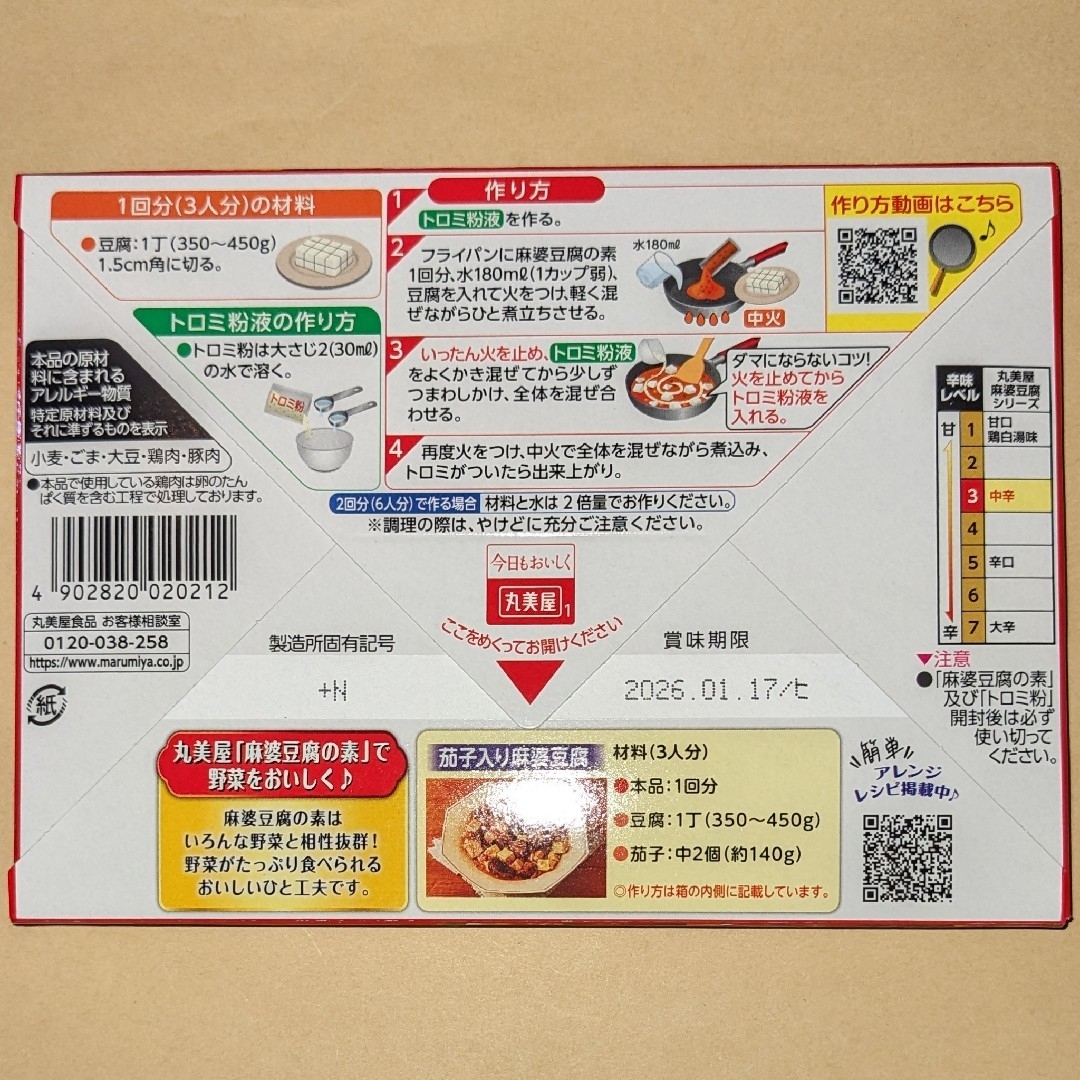 1回分(3人分)の材料
●豆腐:1丁(350〜450g)
1.5cm角に切る。
トロミ粉液の作り方
●トロミ粉は大さじ2(30mℓ)
の水で溶く。
トロミ粉
作り方
1
トロミ粉液を作る。
2
フライパンに麻婆豆腐の素
1回分、水180mℓ(1カップ弱)、
豆腐を入れて火をつけ、軽く混
ぜながらひと煮立ちさせる。
水180mℓ
中火
3
いったん火を止め、トロミ粉液
をよくかき混ぜてから少しず
つまわしかけ、全体を混ぜ合
わせる。
ダマにならないコツ!
火を止めてから
トロミ粉液を
入れる。
4
再度火をつけ、中火で全体を混ぜながら煮込み、
トロミがついたら出来上がり。
2回分(6人分)で作る場合 材料と水は2倍量でお作りください。
※調理の際は、やけどに充分ご注意ください。
作り方動画はこちら
本品の原材
料に含まれる
アレルギー物質
特定原材料及び
それに準ずるものを表示
小麦・ごま・大豆・鶏肉・豚肉
●本品で使用している鶏肉は卵のたん
ぱく質を含む工程で処理しております。
4 902820 020212
丸美屋食品 お客様相談室
0120-038-258
https://www.marumiya.co.jp
紙
今日もおいしく
丸美屋
1
ここをめくってお開けください
製造所固有記号
+N
賞味期限
2026.01.17/ヒ
辛味
レベル
丸美屋
麻婆豆腐
シリーズ
甘
1 甘口
鶏白湯味
2
3 中辛
4
5 辛口
6
7 大辛
辛
▼注意
●「麻婆豆腐の素」
及び「トロミ粉」
開封後は必ず
使い切って
ください。
丸美屋「麻婆豆腐の素」で
野菜をおいしく♪
麻婆豆腐の素は
いろんな野菜と相性抜群!
野菜がたっぷり食べられる
おいしいひと工夫です。
茄子入り麻婆豆腐
材料(3人分)
●本品:1回分
●豆腐:1丁(350〜450g)
●茄子:中2個(約140g)
◎作り方は箱の内側に記載しています。
簡単
アレンジ
レシピ掲載中♪